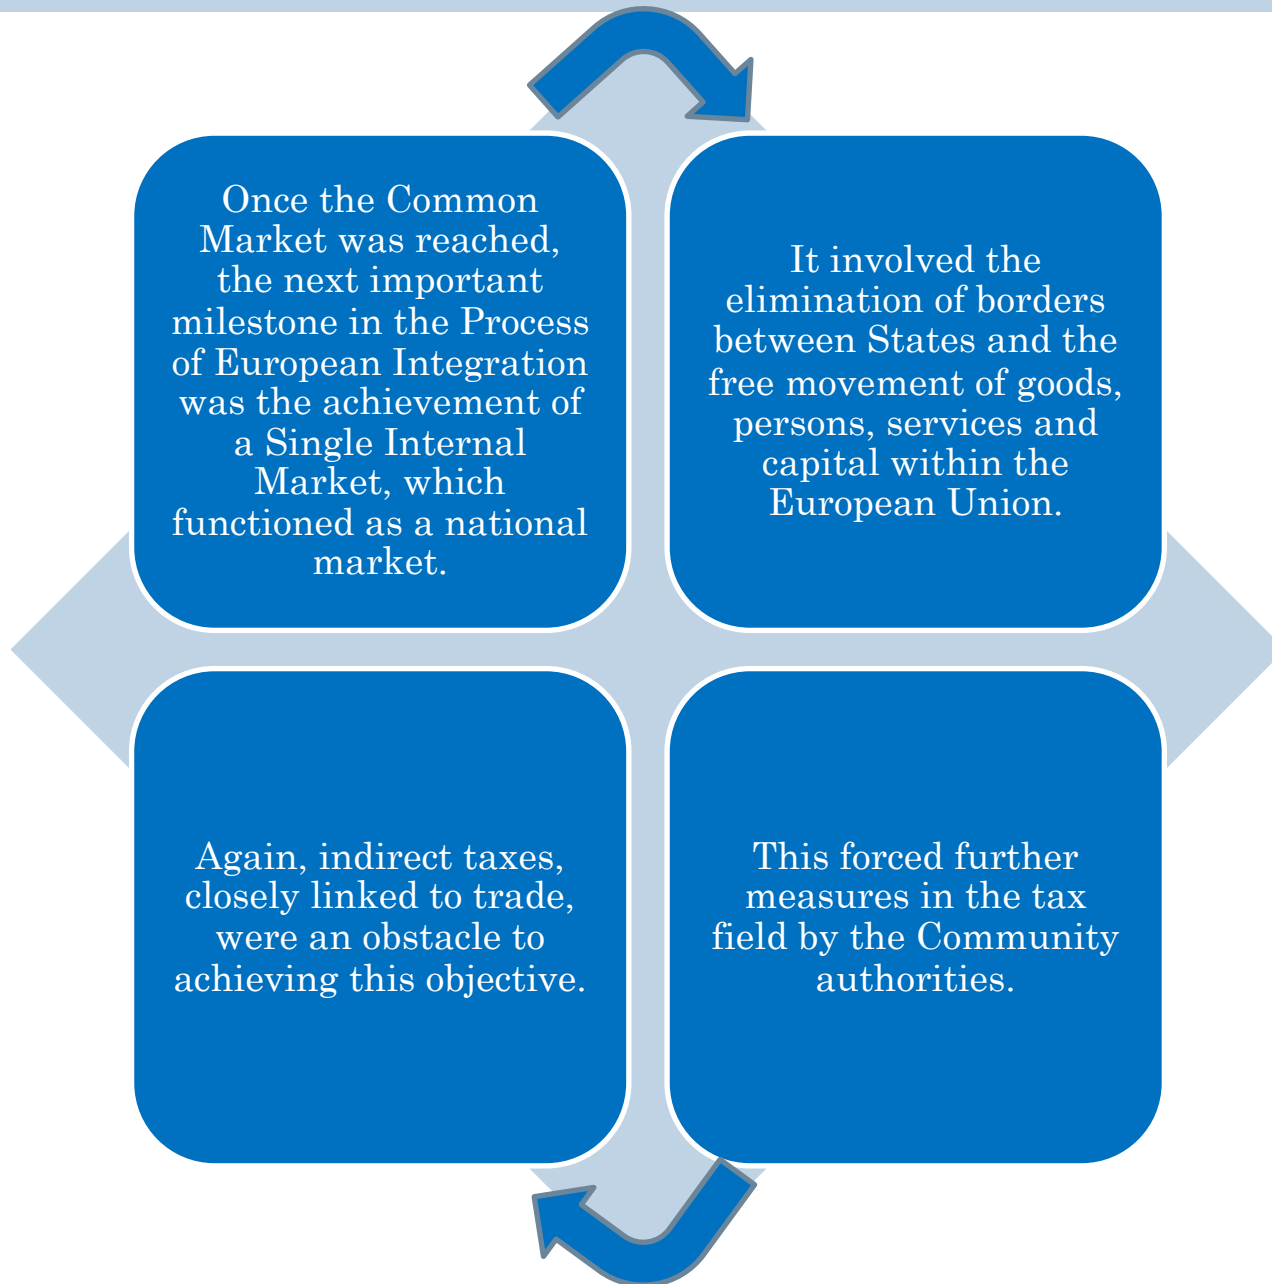 Once the Common
Market was reached,
the next important
milestone in the Process
of European Integration
was the achievement of
a Single Internal
Market, which
functioned as a national
market.
It involved the
elimination of borders
between States and the
free movement of goods,
persons, services and
capital within the
European Union.
Again, indirect taxes,
closely linked to trade,
were an obstacle to
achieving this objective.
This forced further
measures in the tax
field by the Community
authorities.